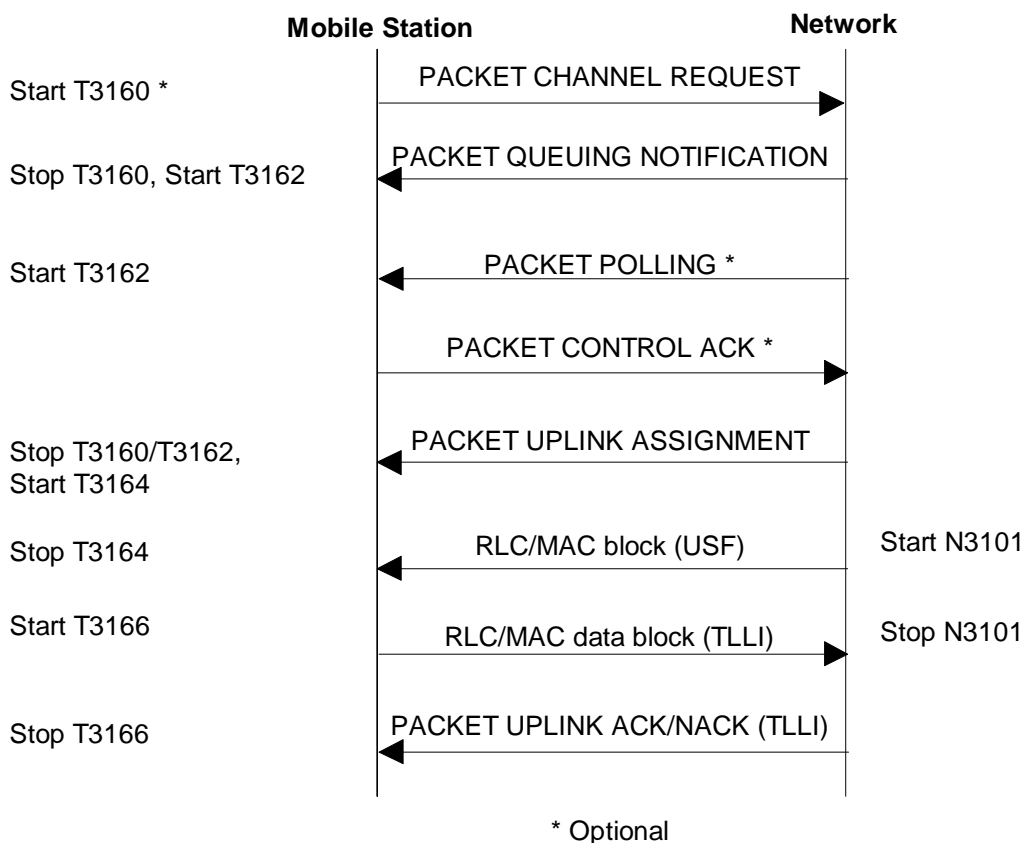 Mobile Station
Network
Start T3160 *
PACKET CHANNEL REQUEST
Stop T3160, Start T3162
PACKET QUEUING NOTIFICATION
Start T3162
PACKET POLLING *
PACKET CONTROL ACK *
Stop T3160/T3162,
Start T3164
PACKET UPLINK ASSIGNMENT
Stop T3164
RLC/MAC block (USF)
Start N3101
Start T3166
RLC/MAC data block (TLLI)
Stop N3101
Stop T3166
PACKET UPLINK ACK/NACK (TLLI)
* Optional